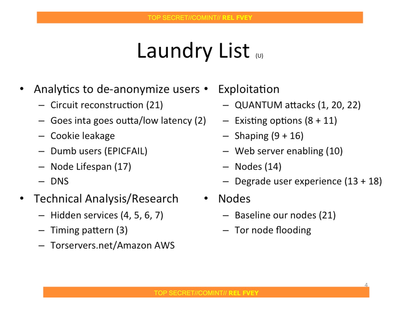 TOP SECRET//COMINT// REL FVEY
Laundry List (U)
• Analytics to de-anonymize users
– Circuit reconstruction (21)
– Goes inta goes outta/low latency (2)
– Cookie leakage
– Dumb users (EPICFAIL)
– Node Lifespan (17)
– DNS
• Technical Analysis/Research
– Hidden services (4, 5, 6, 7)
– Timing pattern (3)
– Torservers.net/Amazon AWS
• Exploitation
– QUANTUM attacks (1, 20, 22)
– Existing options (8 + 11)
– Shaping (9 + 16)
– Web server enabling (10)
– Nodes (14)
– Degrade user experience (13 + 18)
• Nodes
– Baseline our nodes (21)
– Tor node flooding
TOP SECRET//COMINT// REL FVEY